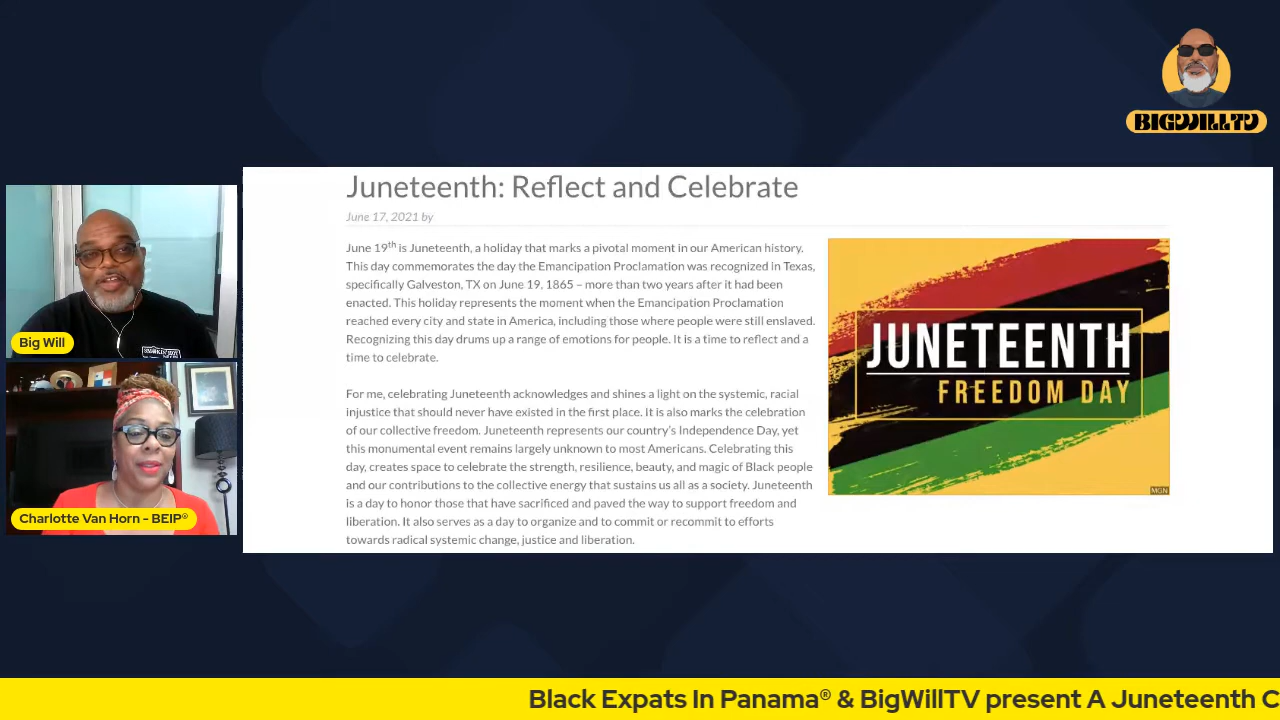 BIGWILLTV
Juneteenth: Reflect and Celebrate
June 17, 2021 by
June 19th is Juneteenth, a holiday that marks a pivotal moment in our American history.
This day commemorates the day the Emancipation Proclamation was recognized in Texas,
specifically Galveston, TX on June 19, 1865 – more than two years after it had been
enacted. This holiday represents the moment when the Emancipation Proclamation
reached every city and state in America, including those where people were still enslaved.
Recognizing this day drums up a range of emotions for people. It is a time to reflect and a
time to celebrate.
For me, celebrating Juneteenth acknowledges and shines a light on the systemic, racial
injustice that should never have existed in the first place. It is also marks the celebration
of our collective freedom. Juneteenth represents our country's Independence Day, yet
this monumental event remains largely unknown to most Americans. Celebrating this
day, creates space to celebrate the strength, resilience, beauty, and magic of Black people
and our contributions to the collective energy that sustains us all as a society. Juneteenth
is a day to honor those that have sacrificed and paved the way to support freedom and
liberation. It also serves as a day to organize and to commit or recommit to efforts
towards radical systemic change, justice and liberation.
JUNETEENTH
FREEDOM DAY
MGN
Big Will
Charlotte Van Horn - BEIP®
Black Expats In Panama® & BigWillTV present A Juneteenth C